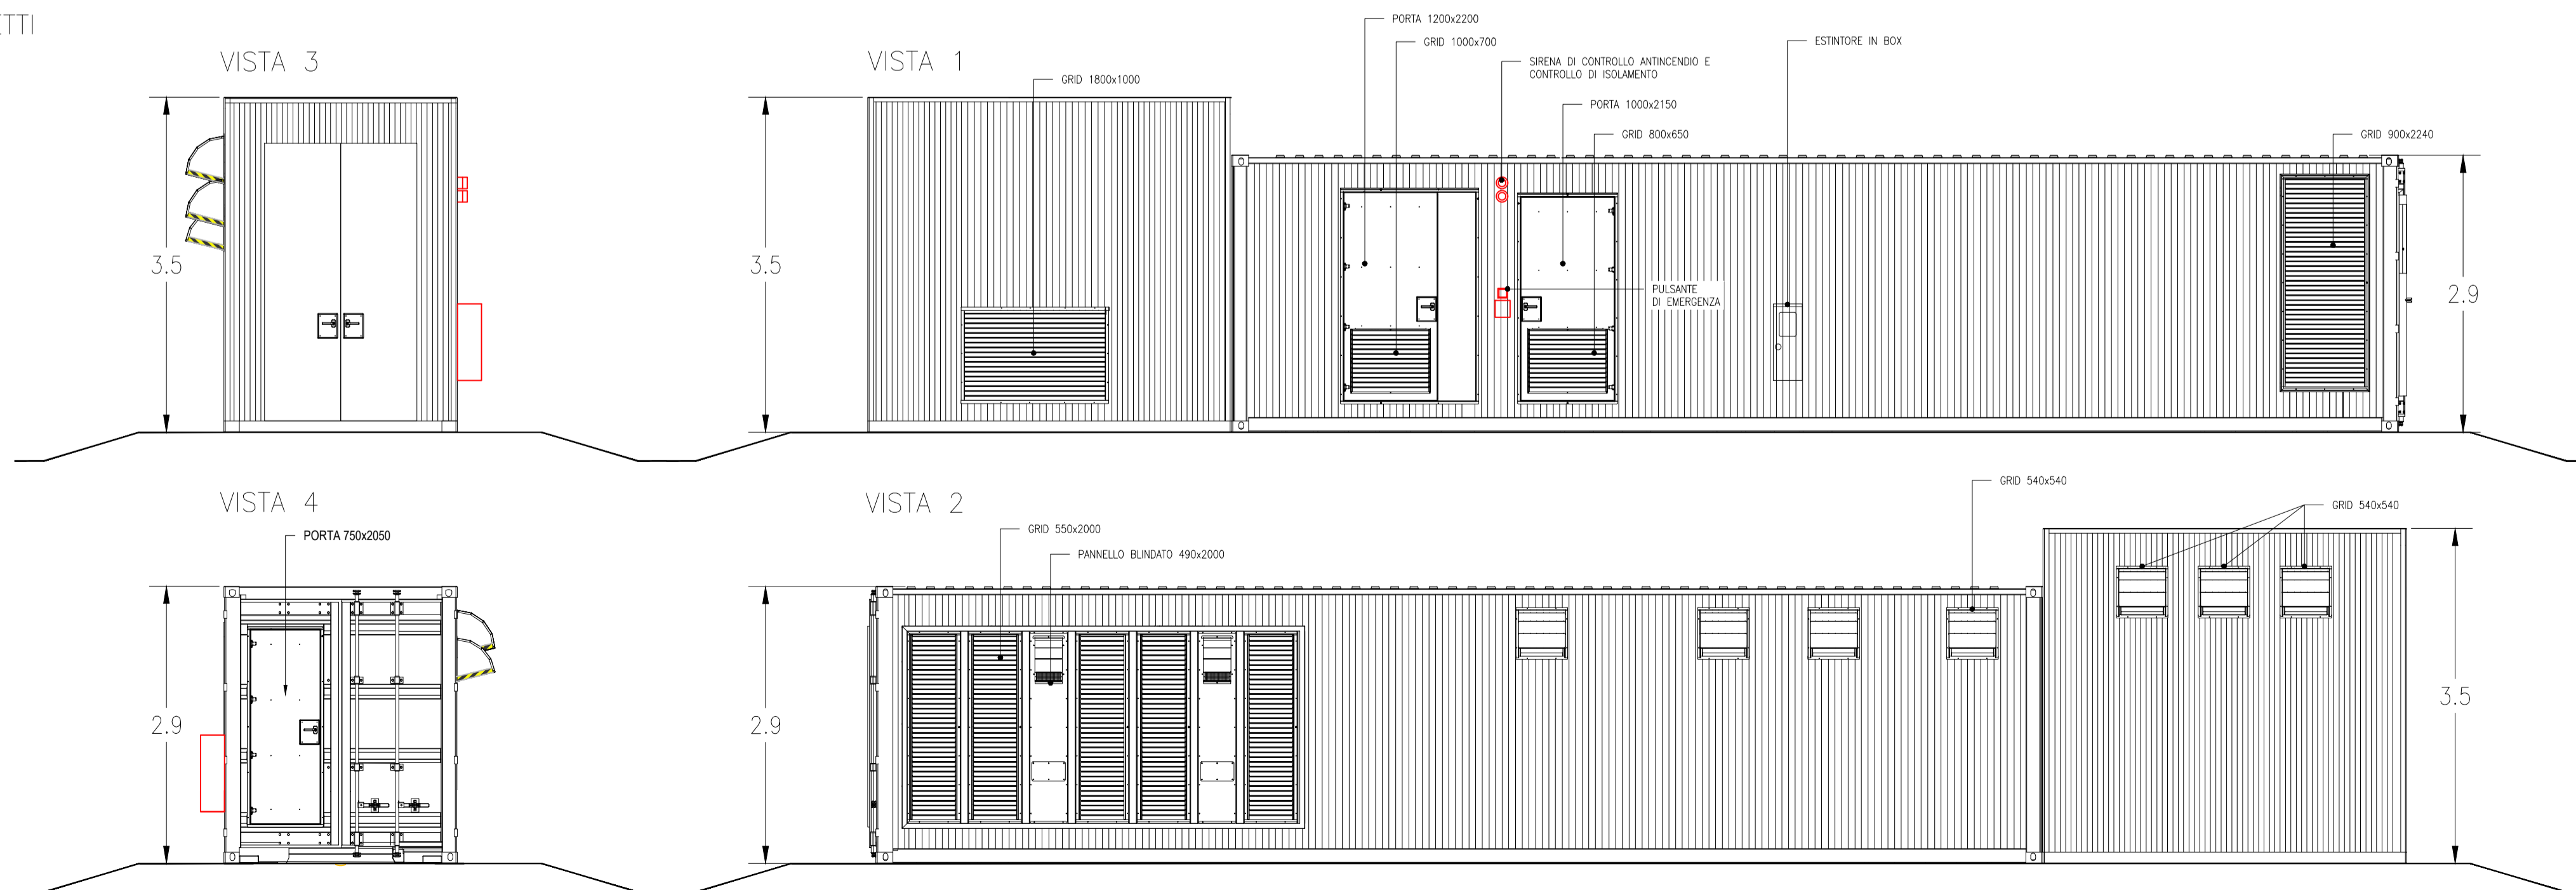 VISTA 3
3.5
VISTA 1
GRID 1800x1000
PORTA 1200x2200
GRID 1000x700
SIRENA DI CONTROLLO ANTINCENDIO E
CONTROLLO DI ISOLAMENTO
PORTA 1000x2150
GRID 800x650
ESTINTORE IN BOX
GRID 900x2240
3.5
PULSANTE
DI EMERGENZA
2.9
VISTA 4
PORTA 750x2050
2.9
VISTA 2
GRID 550x2000
PANNELLO BLINDATO 490x2000
GRID 540x540
GRID 540x540
2.9
3.5